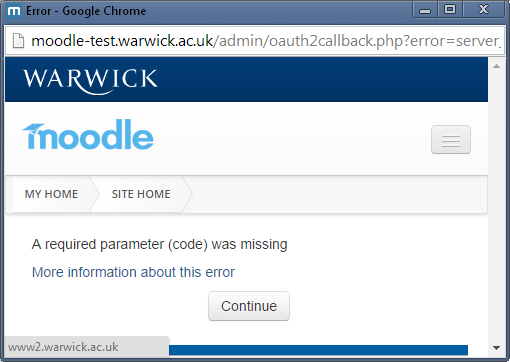 Error - Google Chrome
moodle-test.warwick.ac.uk/admin/oauth2callback.php?error=server_
WARWICK
moodle
MY HOME
SITE HOME
A required parameter (code) was missing
More information about this error
Continue
www2.warwick.ac.uk